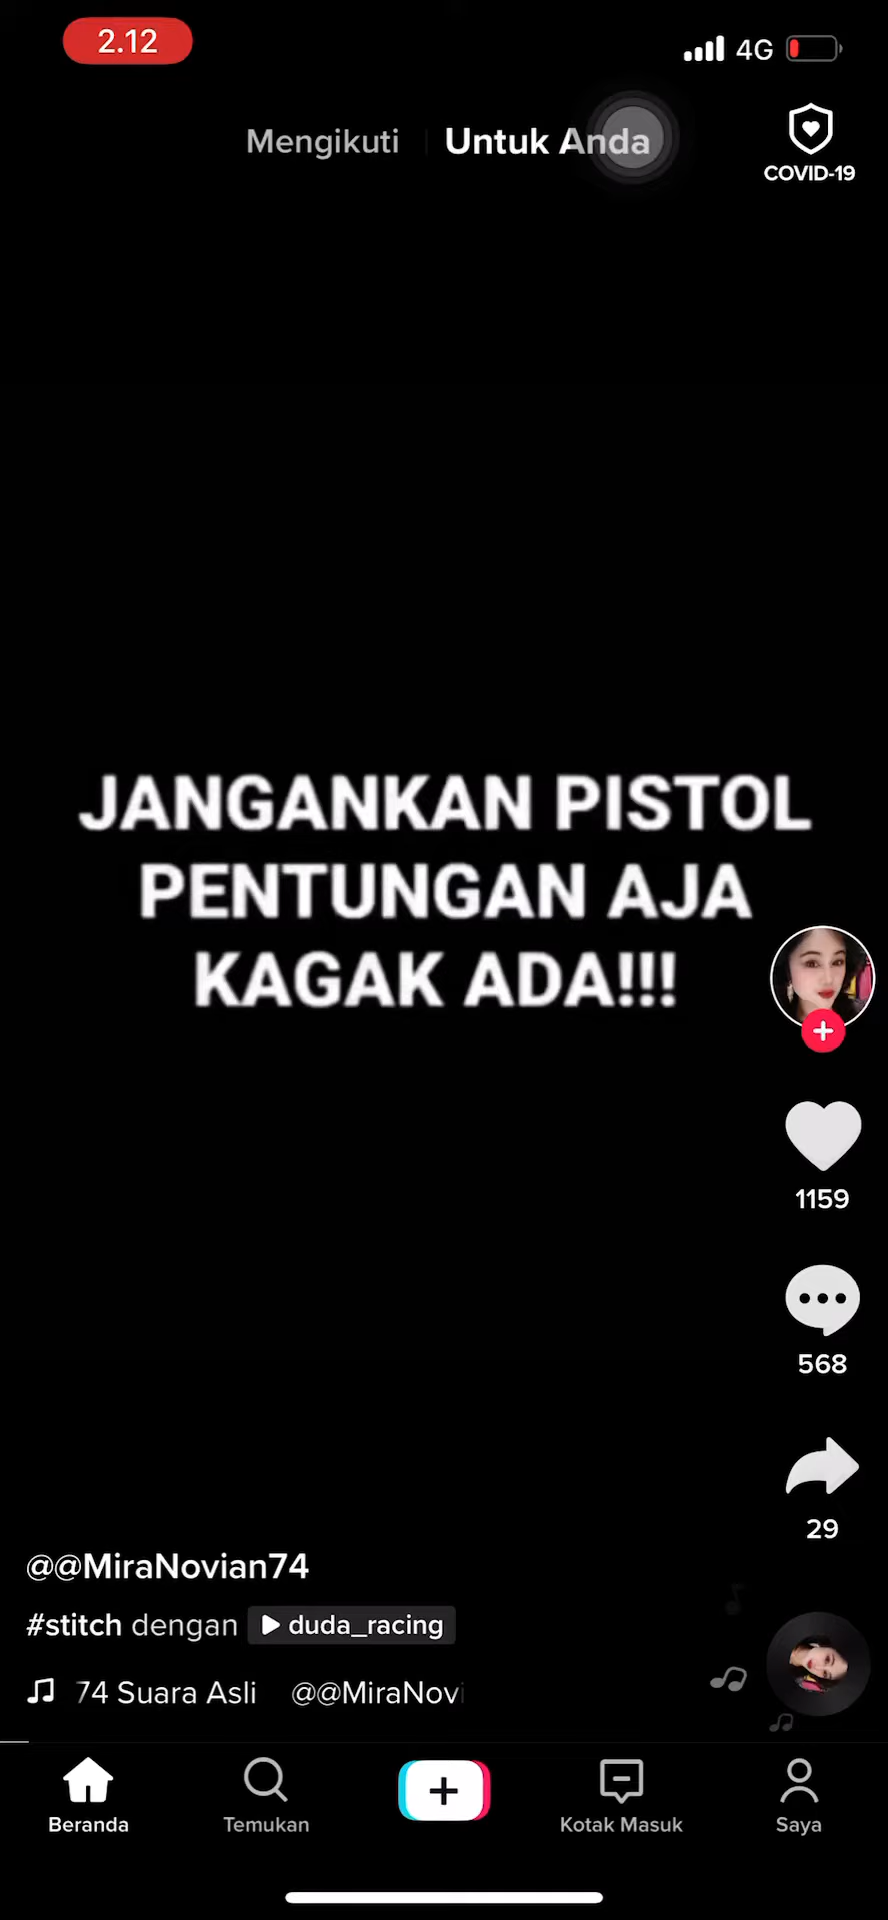 2.12
4G
Mengikuti
Untuk Anda
COVID-19
JANGANKAN PISTOL
PENTUNGAN AJA
KAGAK ADA!!!
1159
568
29
@@MiraNovian74
#stitch dengan duda_racing
74 Suara Asli @@MiraNovi
Beranda
Temukan
Kotak Masuk
Saya